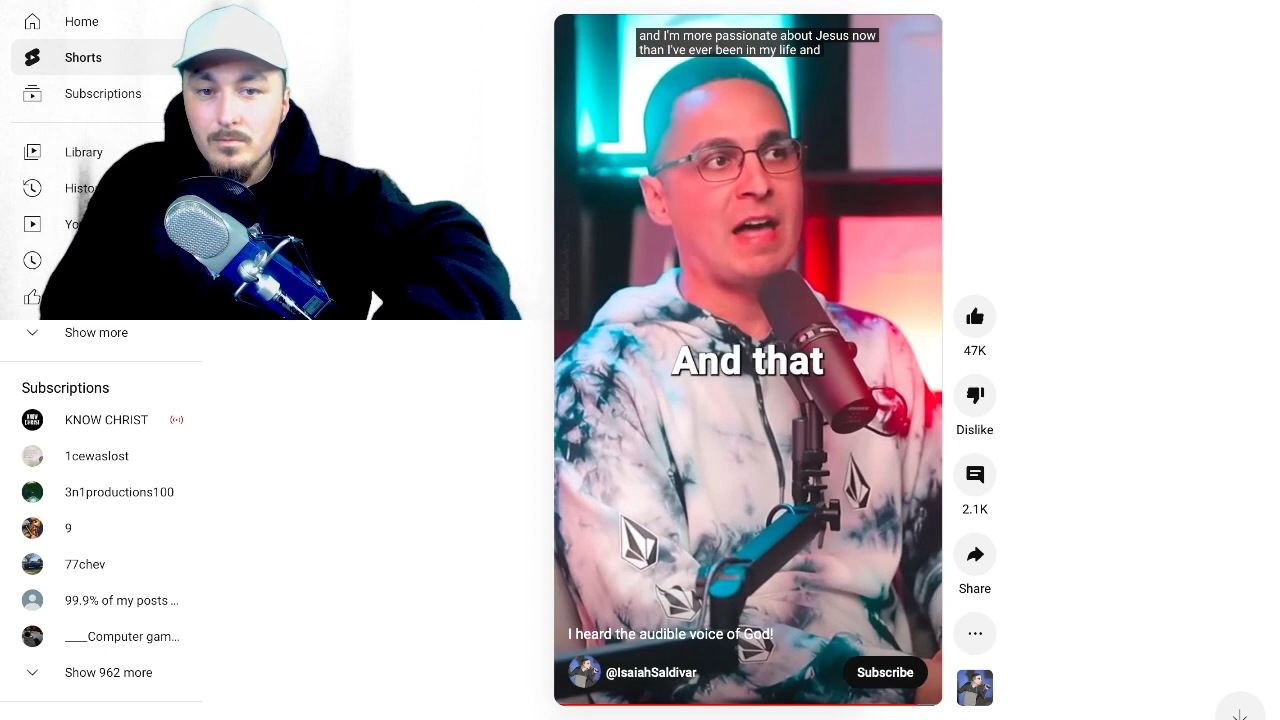 Home
Shorts
Subscriptions
Library
Show more
Subscriptions
KNOW CHRIST
1cewaslost
3n1productions100
9
77chev
99.9% of my posts ...
____Computer gam...
Show 962 more
and I'm more passionate about Jesus now
than I've ever been in my life and
And that
I heard the audible voice of God!
@IsaiahSaldivar
Subscribe
47K
Dislike
2.1K
Share